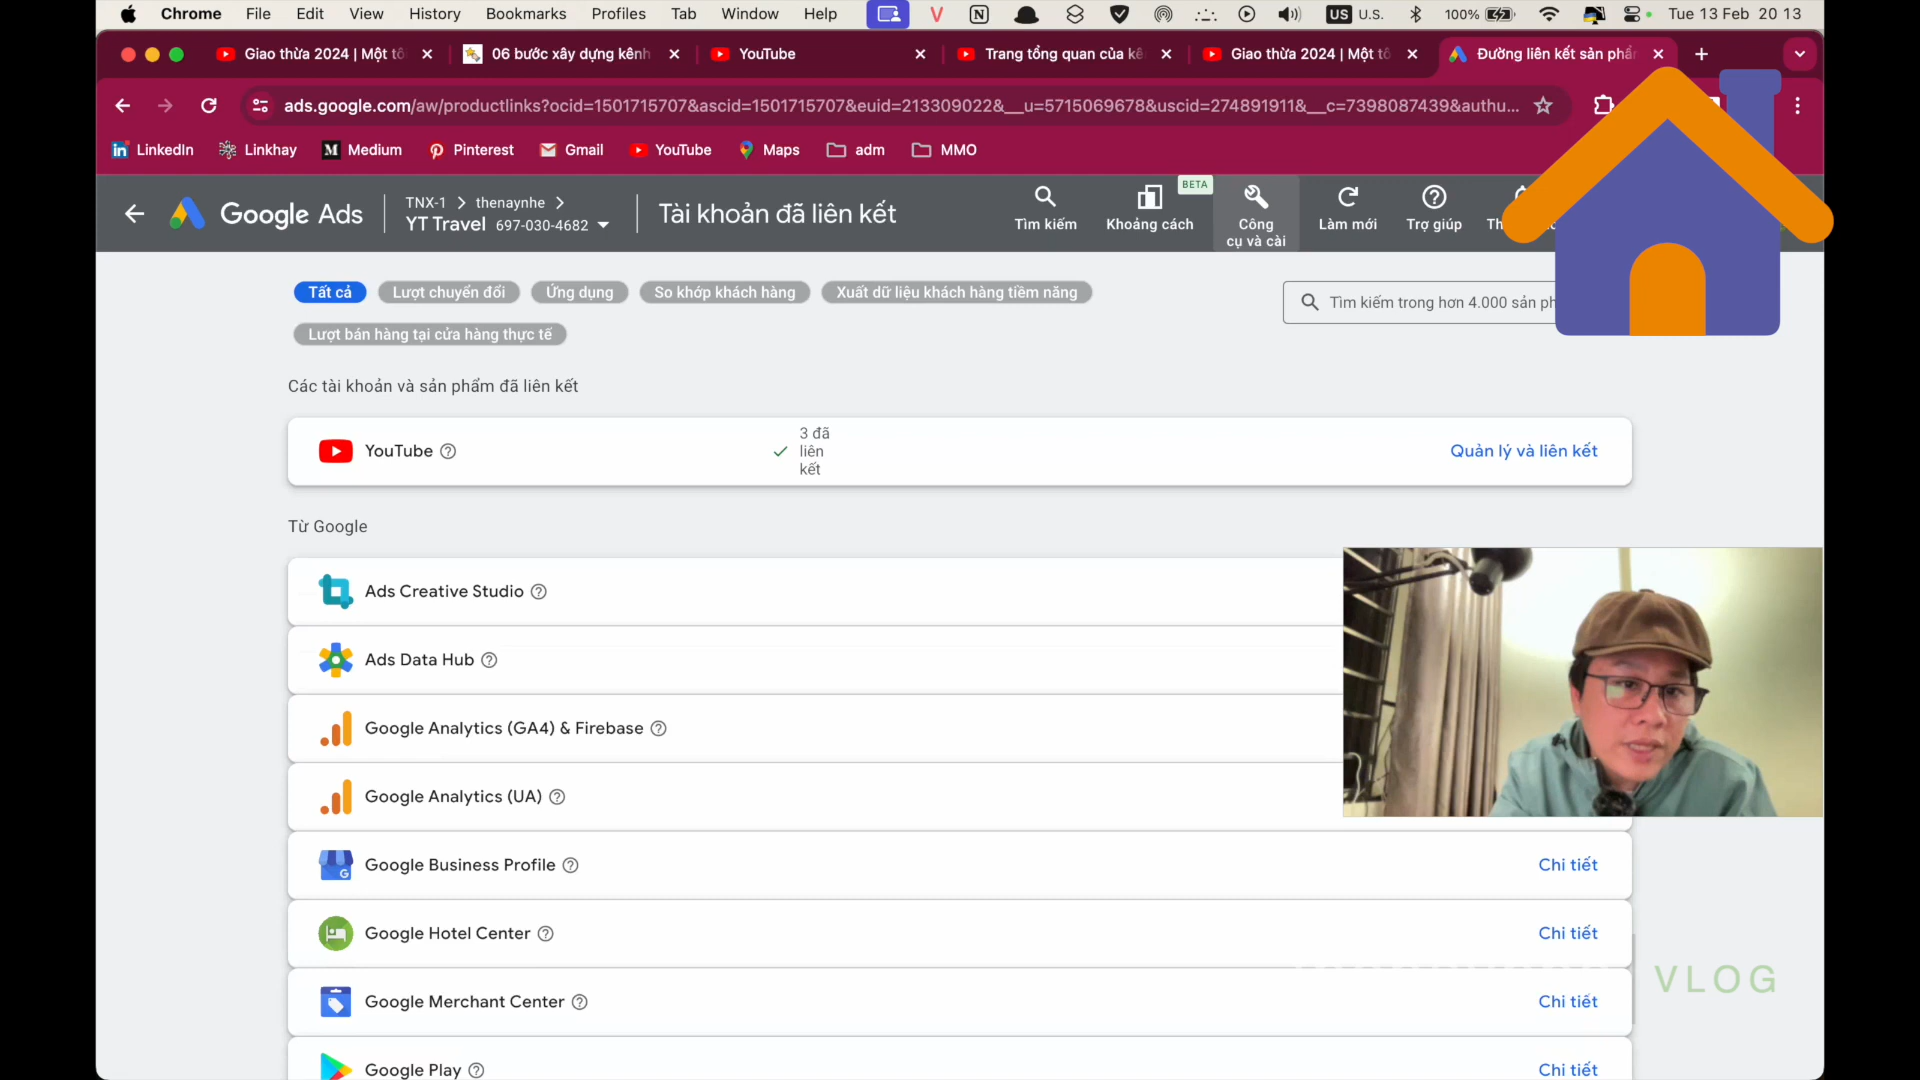 Chrome File Edit View History Bookmarks Profiles Tab Window Help US U.S. 100% Tue 13 Feb 20 13
Giao thừa 2024 | Một tô 06 bước xây dựng kênh YouTube Trang tổng quan của kê Giao thừa 2024 | Một tô Đường liên kết sản phẩ
ads.google.com/aw/productlinks?ocid=1501715707&ascid=1501715707&euid=213309022&__u=5715069678&uscid=274891911&__c=7398087439&authu...
LinkedIn Linkhay Medium Pinterest Gmail YouTube Maps adm MMO
Google Ads
TNX-1 > thenaynhe >
YT Travel 697-030-4682
Tài khoản đã liên kết
BETA
Tìm kiếm
Khoảng cách
Công cụ và cài
Làm mới
Trợ giúp
Tất cả Lượt chuyển đổi Ứng dụng So khớp khách hàng Xuất dữ liệu khách hàng tiềm năng
Lượt bán hàng tại cửa hàng thực tế
Tìm kiếm trong hơn 4.000 sản ph
Các tài khoản và sản phẩm đã liên kết
YouTube
3 đã
liên
kết
Quản lý và liên kết
Từ Google
Ads Creative Studio
Ads Data Hub
Google Analytics (GA4) & Firebase
Google Analytics (UA)
Google Business Profile Chi tiết
Google Hotel Center Chi tiết
VLOG
Google Merchant Center Chi tiết
Google Play Chi tiết